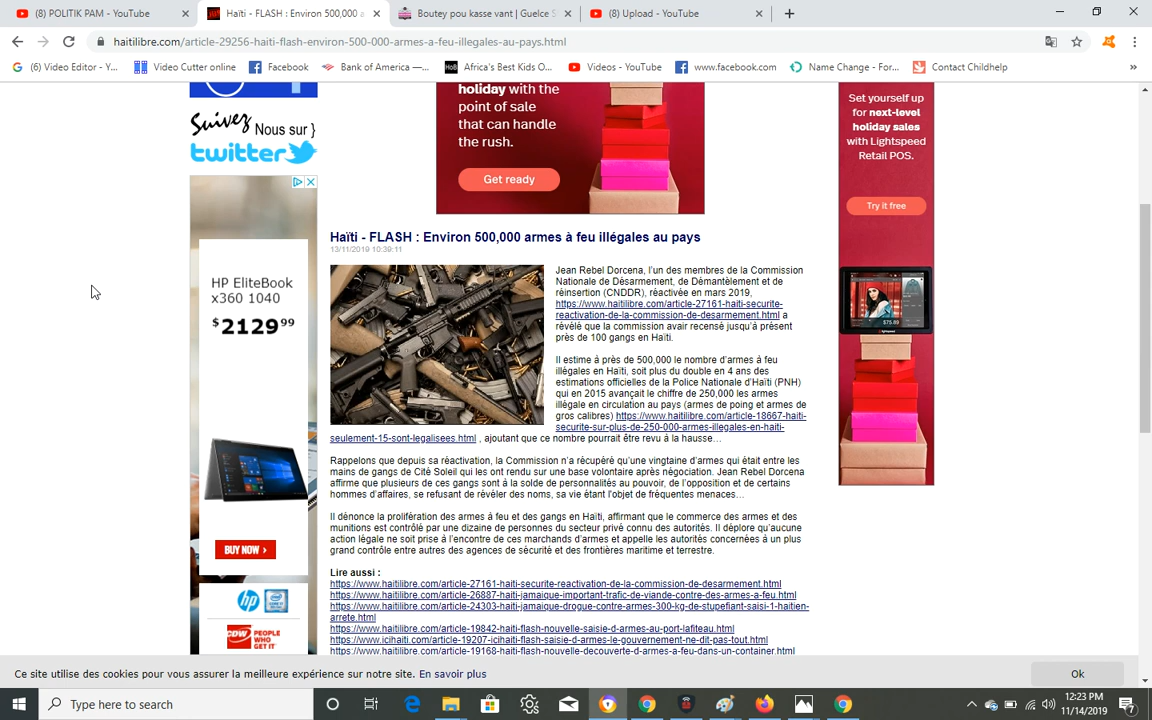 (8) POLITIK PAM - YouTube
Haïti - FLASH : Environ 500,000 a
Boutey pou kasse vant | Guelce S
(8) Upload - YouTube
haitilibre.com/article-29256-haiti-flash-environ-500-000-armes-a-feu-illegales-au-pays.html
(6) Video Editor - Y...
Video Cutter online
Facebook
Bank of America —...
HoB
Africa's Best Kids O...
Videos - YouTube
www.facebook.com
Name Change - For...
Contact Childhelp
»
Suivez Nous sur }
twitter
HP EliteBook
x360 1040
$2129 99
BUY NOW >
hp
CDW
PEOPLE
WHO
GET IT
holiday with the
point of sale
that can handle
the rush.
Get ready
Haïti - FLASH : Environ 500,000 armes à feu illégales au pays
13/11/2019 10:39:11
Jean Rebel Dorcena, l'un des membres de la Commission
Nationale de Désarmement, de Démantèlement et de
réinsertion (CNDDR), réactivée en mars 2019,
https://www.haitilibre.com/article-27161-haiti-securite-
reactivation-de-la-commission-de-desarmement.html a
révélé que la commission avair recensé jusqu'à présent
près de 100 gangs en Haïti.
Il estime à près de 500,000 le nombre d'armes à feu
illégales en Haïti, soit plus du double en 4 ans des
estimations officielles de la Police Nationale d'Haïti (PNH)
qui en 2015 avançait le chiffre de 250,000 les armes
illégale en circulation au pays (armes de poing et armes de
gros calibres) https://www.haitilibre.com/article-18667-haiti-
securite-sur-plus-de-250-000-armes-illegales-en-haiti-
seulement-15-sont-legalisees.html , ajoutant que ce nombre pourrait être revu à la hausse...
Rappelons que depuis sa réactivation, la Commission n'a récupéré qu'une vingtaine d'armes qui était entre les
mains de gangs de Cité Soleil qui les ont rendu sur une base volontaire après négociation. Jean Rebel Dorcena
affirme que plusieurs de ces gangs sont à la solde de personnalités au pouvoir, de l'opposition et de certains
hommes d'affaires, se refusant de révéler des noms, sa vie étant l'objet de fréquentes menaces...
Il dénonce la prolifération des armes à feu et des gangs en Haïti, affirmant que le commerce des armes et des
munitions est contrôlé par une dizaine de personnes du secteur privé connu des autorités. Il déplore qu'aucune
action légale ne soit prise à l'encontre de ces marchands d'armes et appelle les autorités concernées à un plus
grand contrôle entre autres des agences de sécurité et des frontières maritime et terrestre.
Lire aussi :
https://www.haitilibre.com/article-27161-haiti-securite-reactivation-de-la-commission-de-desarmement.html
https://www.haitilibre.com/article-26887-haiti-jamaique-important-trafic-de-viande-contre-des-armes-a-feu.html
https://www.haitilibre.com/article-24303-haiti-jamaique-drogue-contre-armes-300-kg-de-stupefiant-saisi-1-haitien-
arrete.html
https://www.haitilibre.com/article-19842-haiti-flash-nouvelle-saisie-d-armes-au-port-lafiteau.html
https://www.icihaiti.com/article-19207-icihaiti-flash-saisie-d-armes-le-gouvernement-ne-dit-pas-tout.html
https://www.haitilibre.com/article-19168-haiti-flash-nouvelle-decouverte-d-armes-a-feu-dans-un-container.html
Set yourself up
for next-level
holiday sales
with Lightspeed
Retail POS.
Try it free
$75.89
lightspeed
Ce site utilise des cookies pour vous assurer la meilleure expérience sur notre site. En savoir plus
Ok
Type here to search
12:23 PM
11/14/2019
7